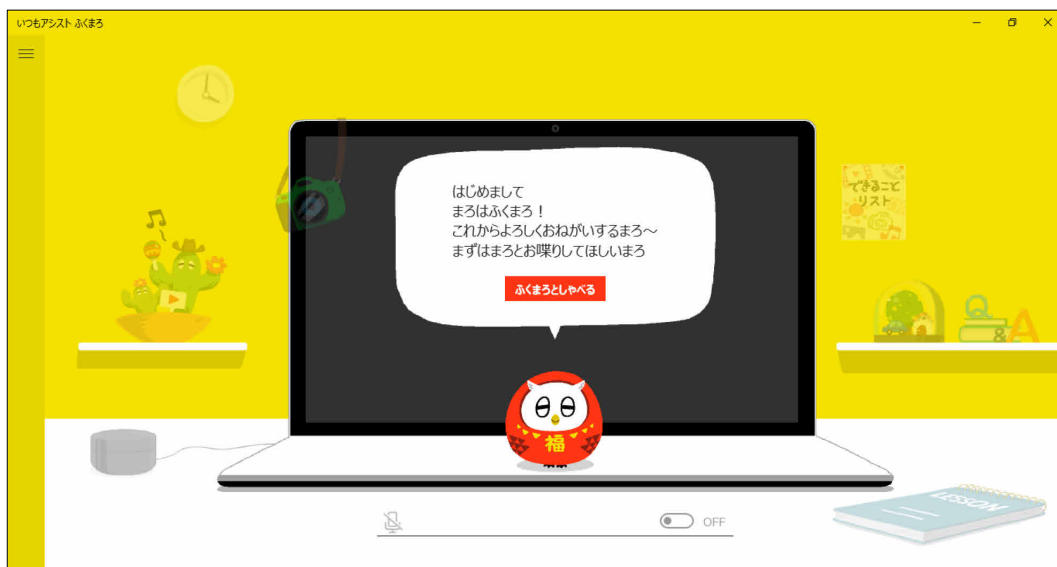 いつもアシスト ふくまろ
できること
リスト
はじめまして
まろはふくまろ！
これからよろしくおねがいするまろ～
まずはまろとお喋りしてほしいまろ
ふくまろとしゃべる
福
Q
&
A
LESSON
OFF